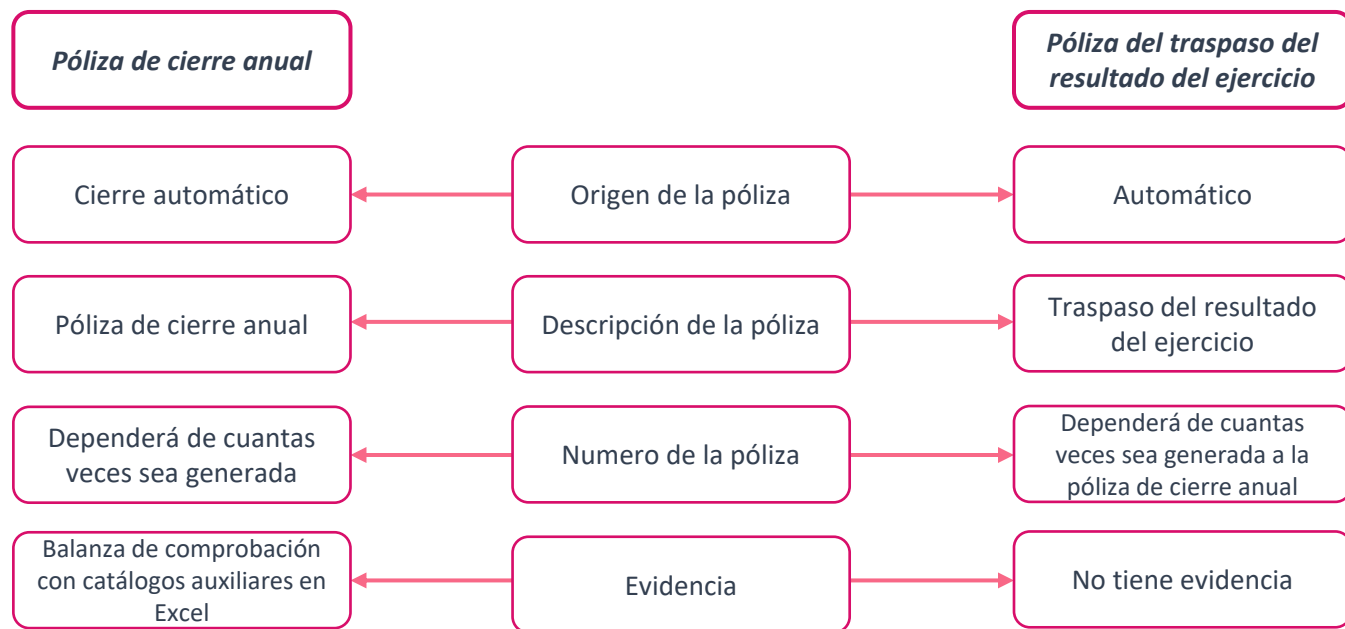 Póliza de cierre anual
Póliza del traspaso del
resultado del ejercicio
Cierre automático
Origen de la póliza
Automático
Póliza de cierre anual
Descripción de la póliza
Traspaso del resultado
del ejercicio
Dependerá de cuantas
veces sea generada
Numero de la póliza
Dependerá de cuantas
veces sea generada a la
póliza de cierre anual
Balanza de comprobación
con catálogos auxiliares en
Excel
Evidencia
No tiene evidencia